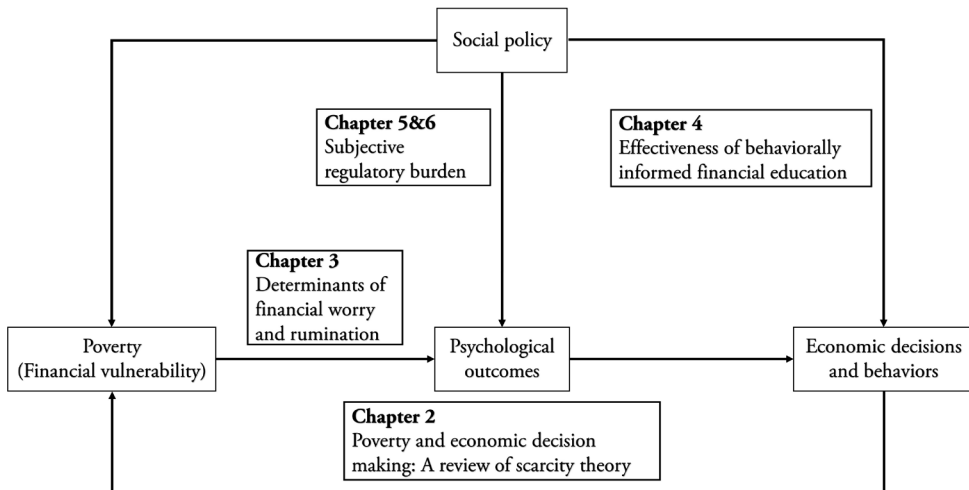 Social policy
Chapter 5&6
Subjective
regulatory burden
Chapter 4
Effectiveness of behaviorally
informed financial education
Chapter 3
Determinants of
financial worry
and rumination
Poverty
(Financial vulnerability)
Psychological
outcomes
Economic decisions
and behaviors
Chapter 2
Poverty and economic decision
making: A review of scarcity theory